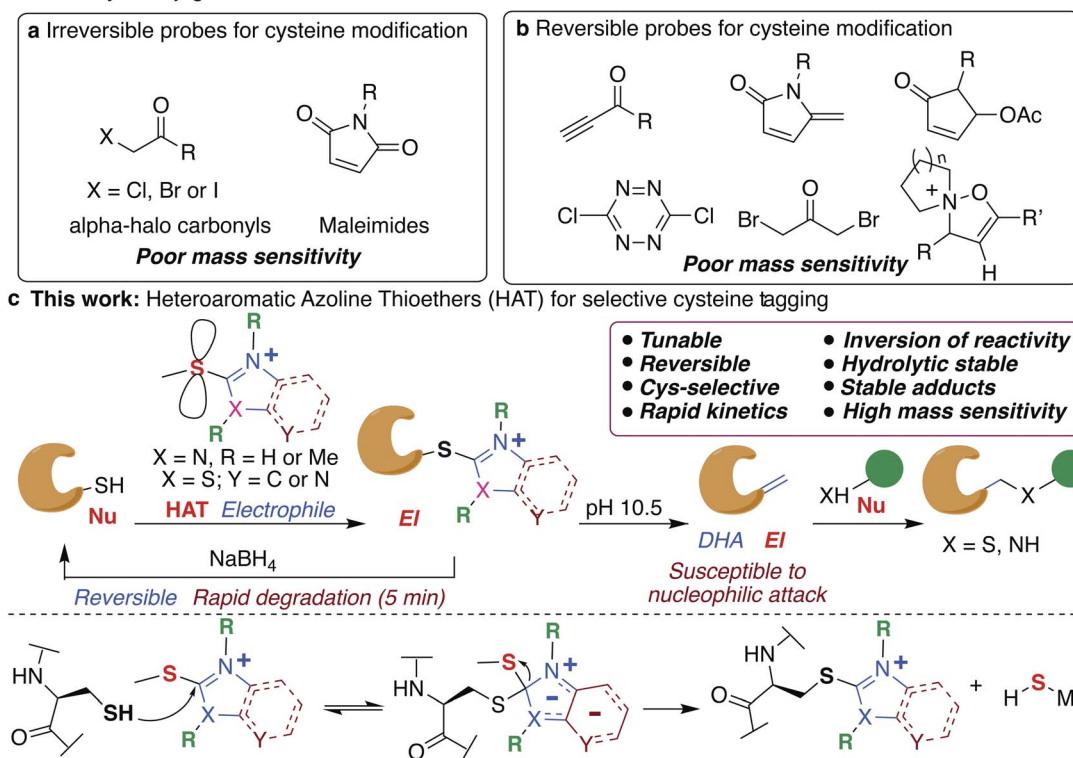 a Irreversible probes for cysteine modification
X
O
R
X = Cl, Br or I
alpha-halo carbonyls
R
O
N
O
Maleimides
Poor mass sensitivity
b Reversible probes for cysteine modification
O
R
R
O
N
R
O
OAc
N N
Cl
Cl
N N
O
Br
Br
n
+
N
O
R'
R
H
Poor mass sensitivity
c This work: Heteroaromatic Azoline Thioethers (HAT) for selective cysteine tagging
• Tunable
• Reversible
• Cys-selective
• Rapid kinetics
• Inversion of reactivity
• Hydrolytic stable
• Stable adducts
• High mass sensitivity
SH
Nu
R
S
N +
X
R
Y
X = N, R = H or Me
X = S; Y = C or N
HAT Electrophile
R
S
N +
X
R
Y
El
pH 10.5
DHA El
Susceptible to
nucleophilic attack
XH
Nu
X
X = S, NH
NaBH4
Reversible Rapid degradation (5 min)
HN
O
SH
R
S
N +
X
R
Y
HN
O
S
S
R
N +
-
X
-
R
Y
HN
O
S
R
N +
X
R
Y
+
H
S